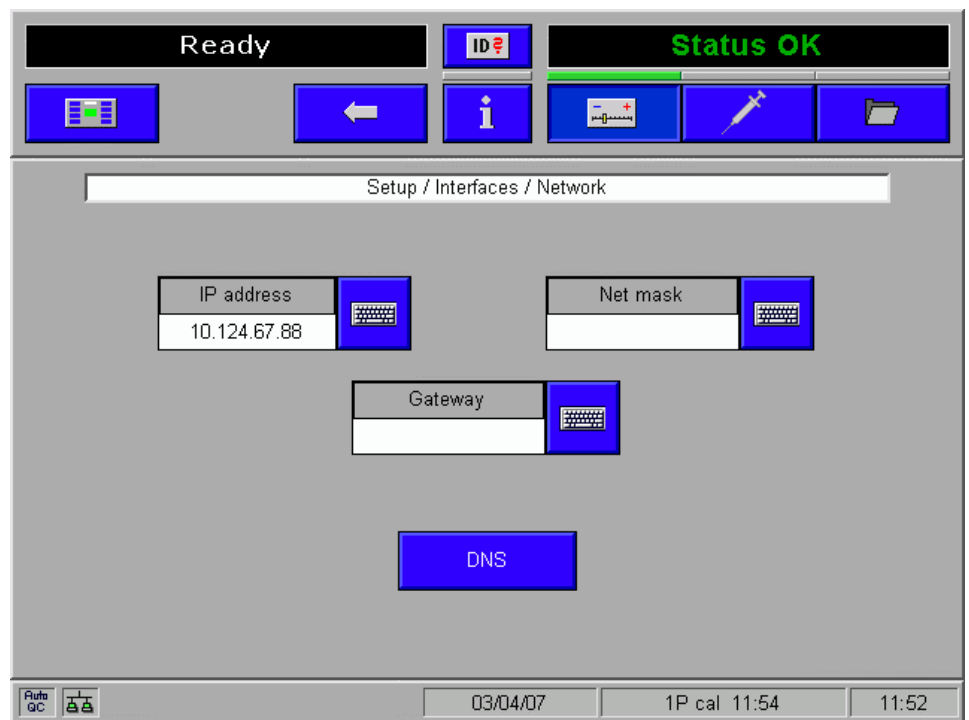 Ready
ID?
Status OK
i
- +
Setup / Interfaces / Network
IP address
10.124.67.88
Net mask
Gateway
DNS
Auto
QC
03/04/07
1P cal 11:54
11:52